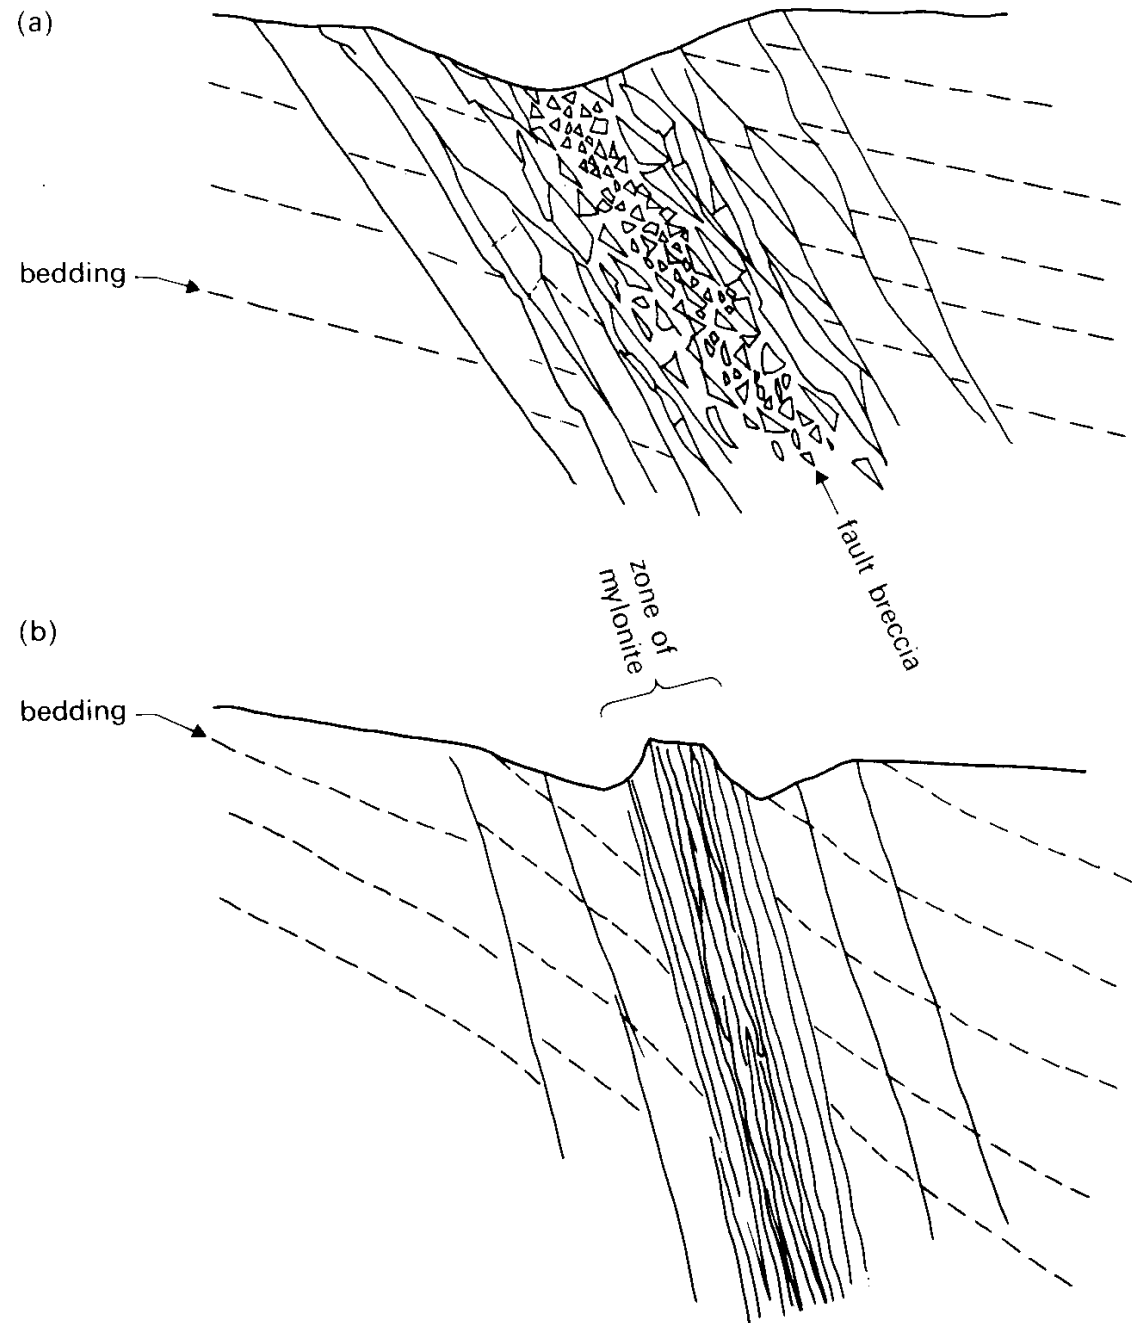 (a)
bedding
fault breccia
zone of
mylonite
(b)
bedding